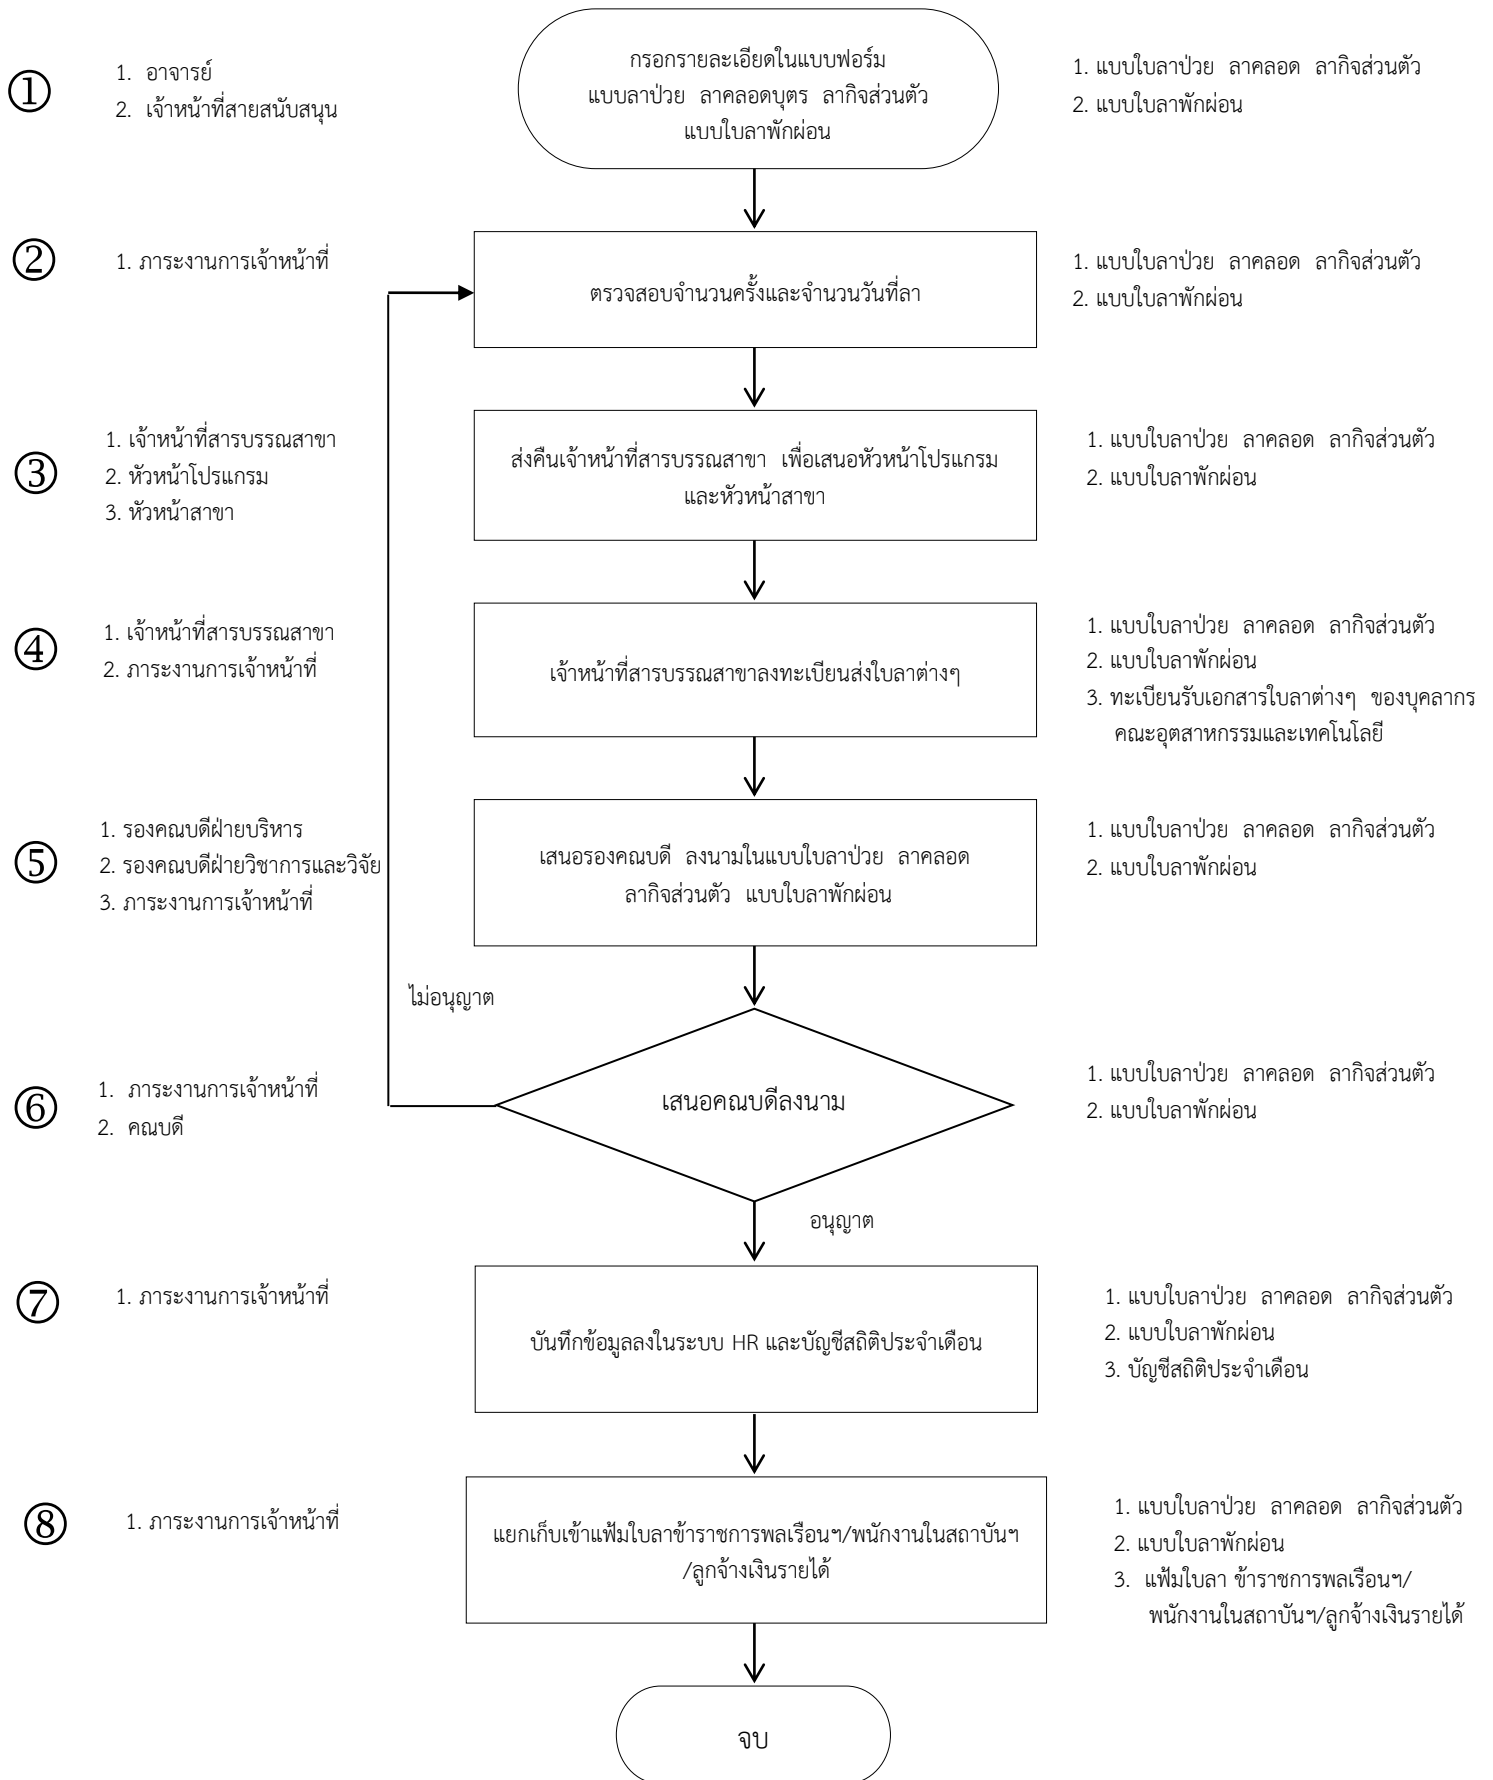 ①
1. อาจารย์
2. เจ้าหน้าที่สายสนับสนุน
กรอกรายละเอียดในแบบฟอร์ม
แบบลาป่วย ลาคลอดบุตร ลากิจส่วนตัว
แบบใบลาพักผ่อน
1. แบบใบลาป่วย ลาคลอด ลากิจส่วนตัว
2. แบบใบลาพักผ่อน
②
1. ภาระงานการเจ้าหน้าที่
ตรวจสอบจำนวนครั้งและจำนวนวันที่ลา
1. แบบใบลาป่วย ลาคลอด ลากิจส่วนตัว
2. แบบใบลาพักผ่อน
③
1. เจ้าหน้าที่สารบรรณสาขา
2. หัวหน้าโปรแกรม
3. หัวหน้าสาขา
ส่งคืนเจ้าหน้าที่สารบรรณสาขา เพื่อเสนอหัวหน้าโปรแกรม
และหัวหน้าสาขา
1. แบบใบลาป่วย ลาคลอด ลากิจส่วนตัว
2. แบบใบลาพักผ่อน
④
1. เจ้าหน้าที่สารบรรณสาขา
2. ภาระงานการเจ้าหน้าที่
เจ้าหน้าที่สารบรรณสาขาลงทะเบียนส่งใบลาต่างๆ
1. แบบใบลาป่วย ลาคลอด ลากิจส่วนตัว
2. แบบใบลาพักผ่อน
3. ทะเบียนรับเอกสารใบลาต่างๆ ของบุคลากร
คณะอุตสาหกรรมและเทคโนโลยี
⑤
1. รองคณบดีฝ่ายบริหาร
2. รองคณบดีฝ่ายวิชาการและวิจัย
3. ภาระงานการเจ้าหน้าที่
เสนอรองคณบดี ลงนามในแบบใบลาป่วย ลาคลอด
ลากิจส่วนตัว แบบใบลาพักผ่อน
1. แบบใบลาป่วย ลาคลอด ลากิจส่วนตัว
2. แบบใบลาพักผ่อน
ไม่อนุญาต
⑥
1. ภาระงานการเจ้าหน้าที่
2. คณบดี
เสนอคณบดีลงนาม
1. แบบใบลาป่วย ลาคลอด ลากิจส่วนตัว
2. แบบใบลาพักผ่อน
อนุญาต
⑦
1. ภาระงานการเจ้าหน้าที่
บันทึกข้อมูลลงในระบบ HR และบัญชีสถิติประจำเดือน
1. แบบใบลาป่วย ลาคลอด ลากิจส่วนตัว
2. แบบใบลาพักผ่อน
3. บัญชีสถิติประจำเดือน
⑧
1. ภาระงานการเจ้าหน้าที่
แยกเก็บเข้าแฟ้มใบลาข้าราชการพลเรือนฯ/พนักงานในสถาบันฯ
/ลูกจ้างเงินรายได้
1. แบบใบลาป่วย ลาคลอด ลากิจส่วนตัว
2. แบบใบลาพักผ่อน
3. แฟ้มใบลา ข้าราชการพลเรือนฯ/
พนักงานในสถาบันฯ/ลูกจ้างเงินรายได้
จบ